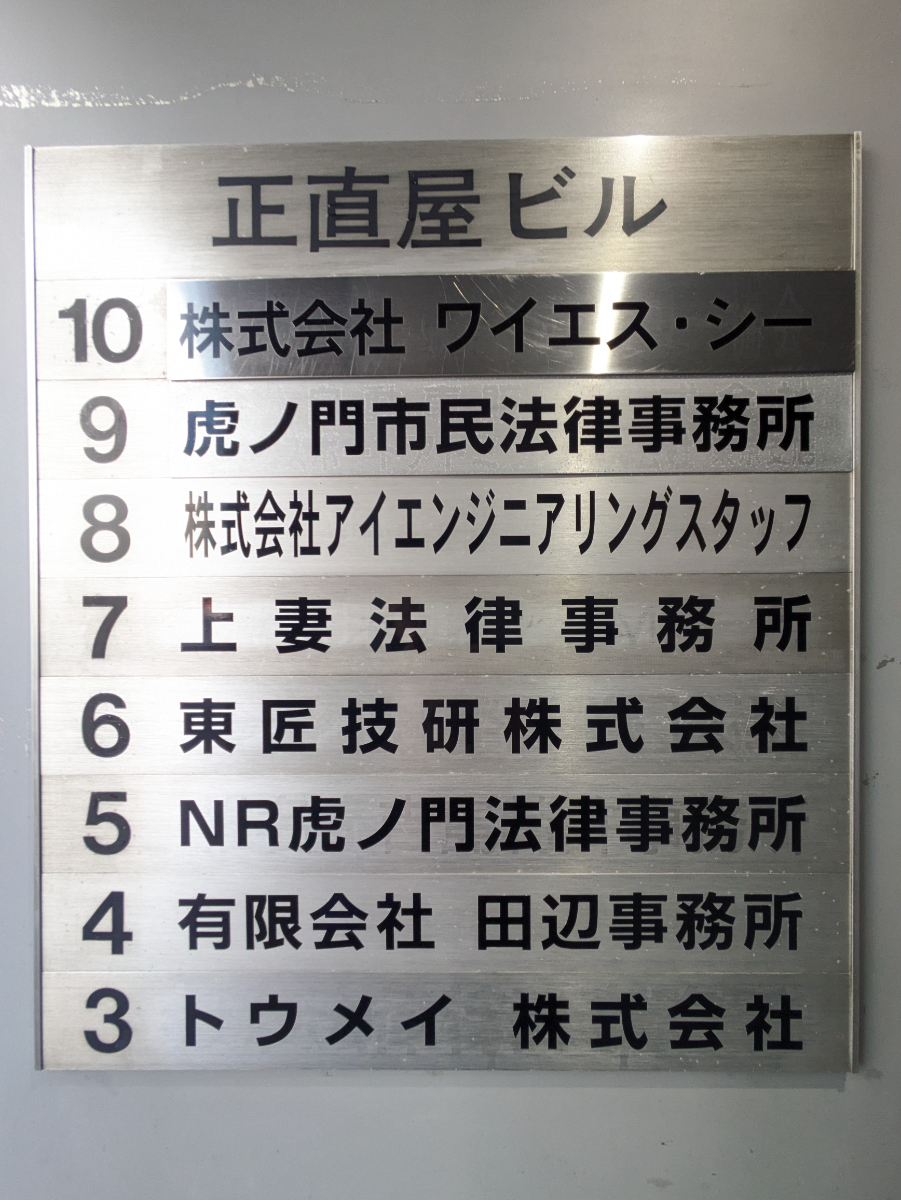 正直屋ビル
10 株式会社 ワイエス・シー
9 虎ノ門市民法律事務所
8 株式会社アイエンジニアリングスタッフ
7 上妻法律事務所
6 東匠技研株式会社
5 NR虎ノ門法律事務所
4 有限会社 田辺事務所
3 トウメイ 株式会社